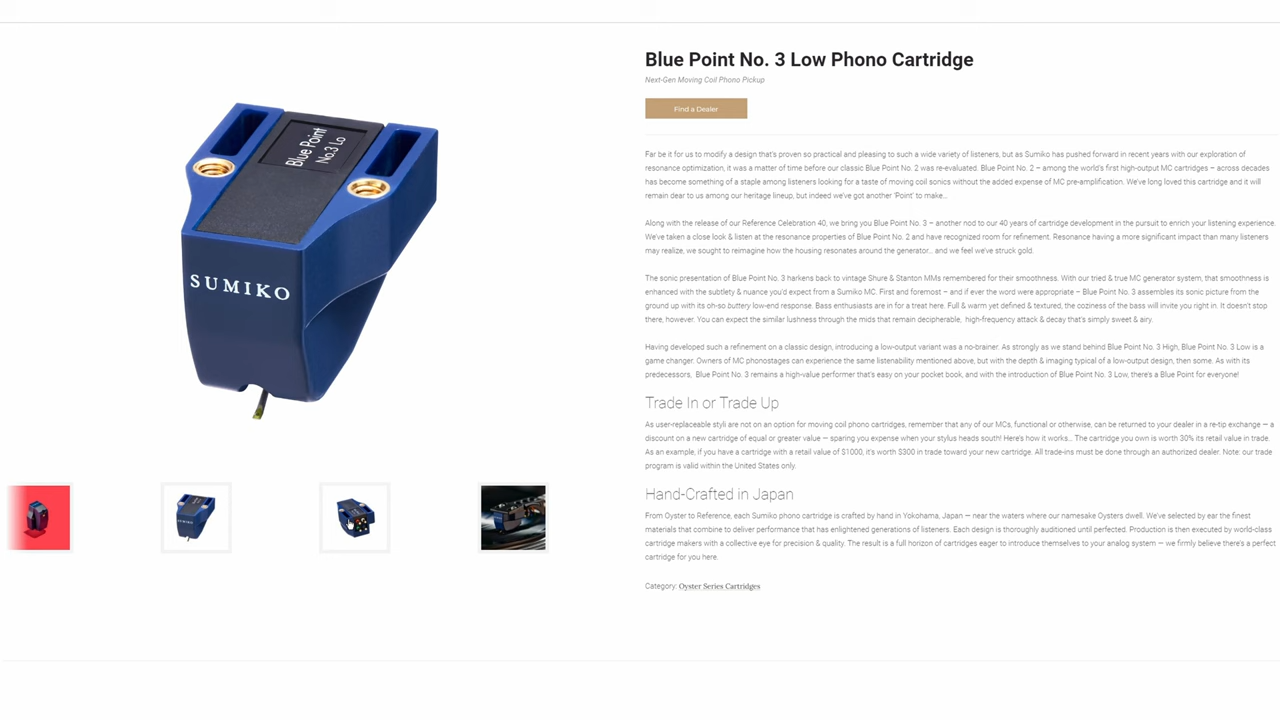 Blue Point No. 3 Low Phono Cartridge
Next-Gen Moving Coil Phono Pickup
Find a Dealer
Blue Point
No.3 Lo
SUMIKO
Far be it for us to modify a design that's proven so practical and pleasing to such a wide variety of listeners, but as Sumiko has pushed forward in recent years with our exploration of
resonance optimization, it was a matter of time before our classic Blue Point No. 2 was re-evaluated. Blue Point No. 2 – among the world's first high-output MC cartridges – across decades
has become something of a staple among listeners looking for a taste of moving coil sonics without the added expense of MC pre-amplification. We've long loved this cartridge and it will
remain dear to us among our heritage lineup, but indeed we've got another 'Point' to make…
Along with the release of our Reference Celebration 40, we bring you Blue Point No. 3 – another nod to our 40 years of cartridge development in the pursuit to enrich your listening experience.
We've taken a close look & listen at the resonance properties of Blue Point No. 2 and have recognized room for refinement. Resonance having a more significant impact than many listeners
may realize, we sought to reimagine how the housing resonates around the generator… and we feel we've struck gold.
The sonic presentation of Blue Point No. 3 harkens back to vintage Shure & Stanton MMs remembered for their smoothness. With our tried & true MC generator system, that smoothness is
enhanced with the subtlety & nuance you'd expect from a Sumiko MC. First and foremost – and if ever the word were appropriate – Blue Point No. 3 assembles its sonic picture from the
ground up with its oh-so buttery low-end response. Bass enthusiasts are in for a treat here. Full & warm yet defined & textured, the coziness of the bass will invite you right in. It doesn't stop
there, however. You can expect the similar lushness through the mids that remain decipherable, high-frequency attack & decay that's simply sweet & airy.
Having developed such a refinement on a classic design, introducing a low-output variant was a no-brainer. As strongly as we stand behind Blue Point No. 3 High, Blue Point No. 3 Low is a
game changer. Owners of MC phonostages can experience the same listenability mentioned above, but with the depth & imaging typical of a low-output design, then some. As with its
predecessors, Blue Point No. 3 remains a high-value performer that's easy on your pocket book, and with the introduction of Blue Point No. 3 Low, there's a Blue Point for everyone!
Trade In or Trade Up
As user-replaceable styli are not on an option for moving coil phono cartridges, remember that any of our MCs, functional or otherwise, can be returned to your dealer in a re-tip exchange — a
discount on a new cartridge of equal or greater value — sparing you expense when your stylus heads south! Here's how it works… The cartridge you own is worth 30% its retail value in trade.
As an example, if you have a cartridge with a retail value of $1000, it's worth $300 in trade toward your new cartridge. All trade-ins must be done through an authorized dealer. Note: our trade
program is valid within the United States only.
Hand-Crafted in Japan
From Oyster to Reference, each Sumiko phono cartridge is crafted by hand in Yokohama, Japan — near the waters where our namesake Oysters dwell. We've selected by ear the finest
materials that combine to deliver performance that has enlightened generations of listeners. Each design is thoroughly auditioned until perfected. Production is then executed by world-class
cartridge makers with a collective eye for precision & quality. The result is a full horizon of cartridges eager to introduce themselves to your analog system — we firmly believe there's a perfect
cartridge for you here.
Category: Oyster Series Cartridges
SUMIKO